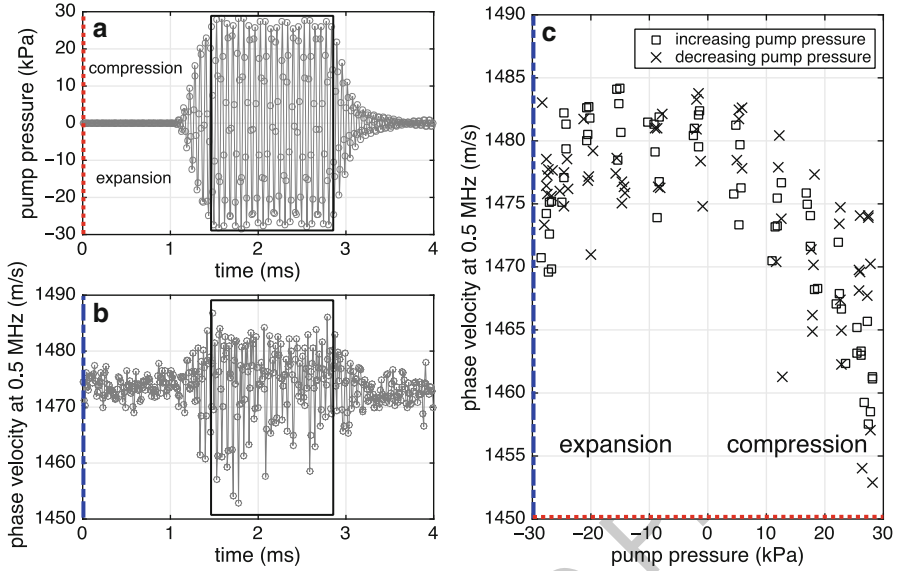 a
pump pressure (kPa)
30
20
10
0
−10
−20
−30
compression
expansion
0 1 2 3 4
time (ms)
b
phase velocity at 0.5 MHz (m/s)
1490
1480
1470
1460
1450
0 1 2 3 4
time (ms)
c
phase velocity at 0.5 MHz (m/s)
1490
1485
1480
1475
1470
1465
1460
1455
1450
increasing pump pressure
decreasing pump pressure
expansion compression
−30 −20 −10 0 10 20 30
pump pressure (kPa)